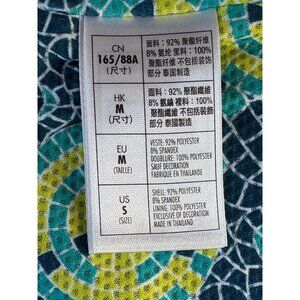 CN
165/88A
(尺寸)
面料: 92% 聚酯纤维
8% 氨纶 里料: 100%
聚酯纤维 不包括装饰
部分 泰国制造
HK
M
(尺寸)
面料: 92% 聚酯纖維
8% 氨綸 裡料: 100%
聚酯纖維 不包括裝飾
部分 泰國製造
EU
M
(TAILLE)
VESTE: 92% POLYESTER
8% SPANDEX
DOUBLURE: 100% POLYESTER
SAUF DECORATION
FABRIQUE EN THAILANDE
US
S
(SIZE)
SHELL: 92% POLYESTER
8% SPANDEX
LINING: 100% POLYESTER
EXCLUSIVE OF DECORATION
MADE IN THAILAND